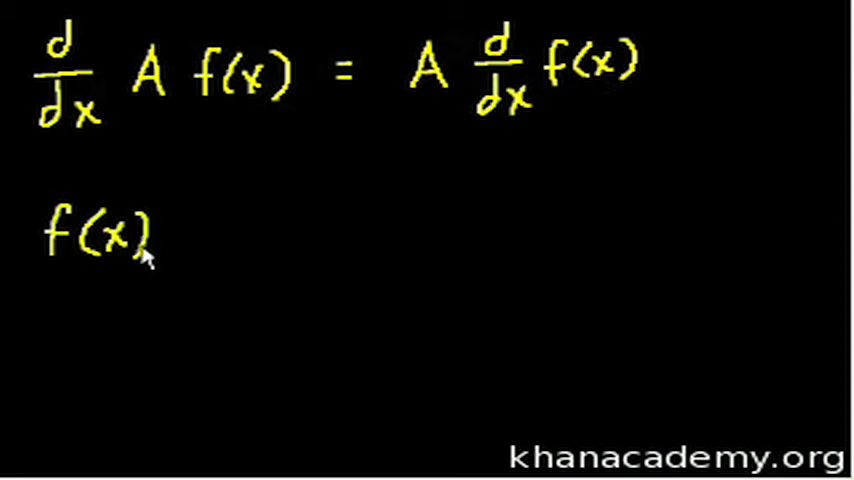 d/dx A f(x) = A d/dx f(x)
f(x)
khanacademy.org